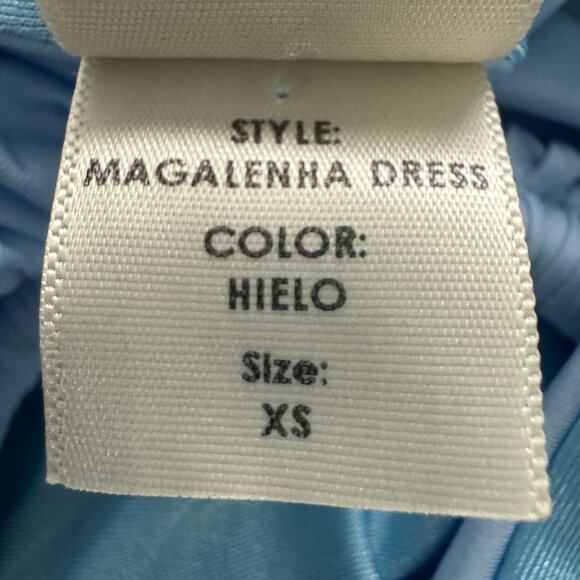 STYLE:
MAGALENHA DRESS
COLOR:
HIELO
Size:
XS